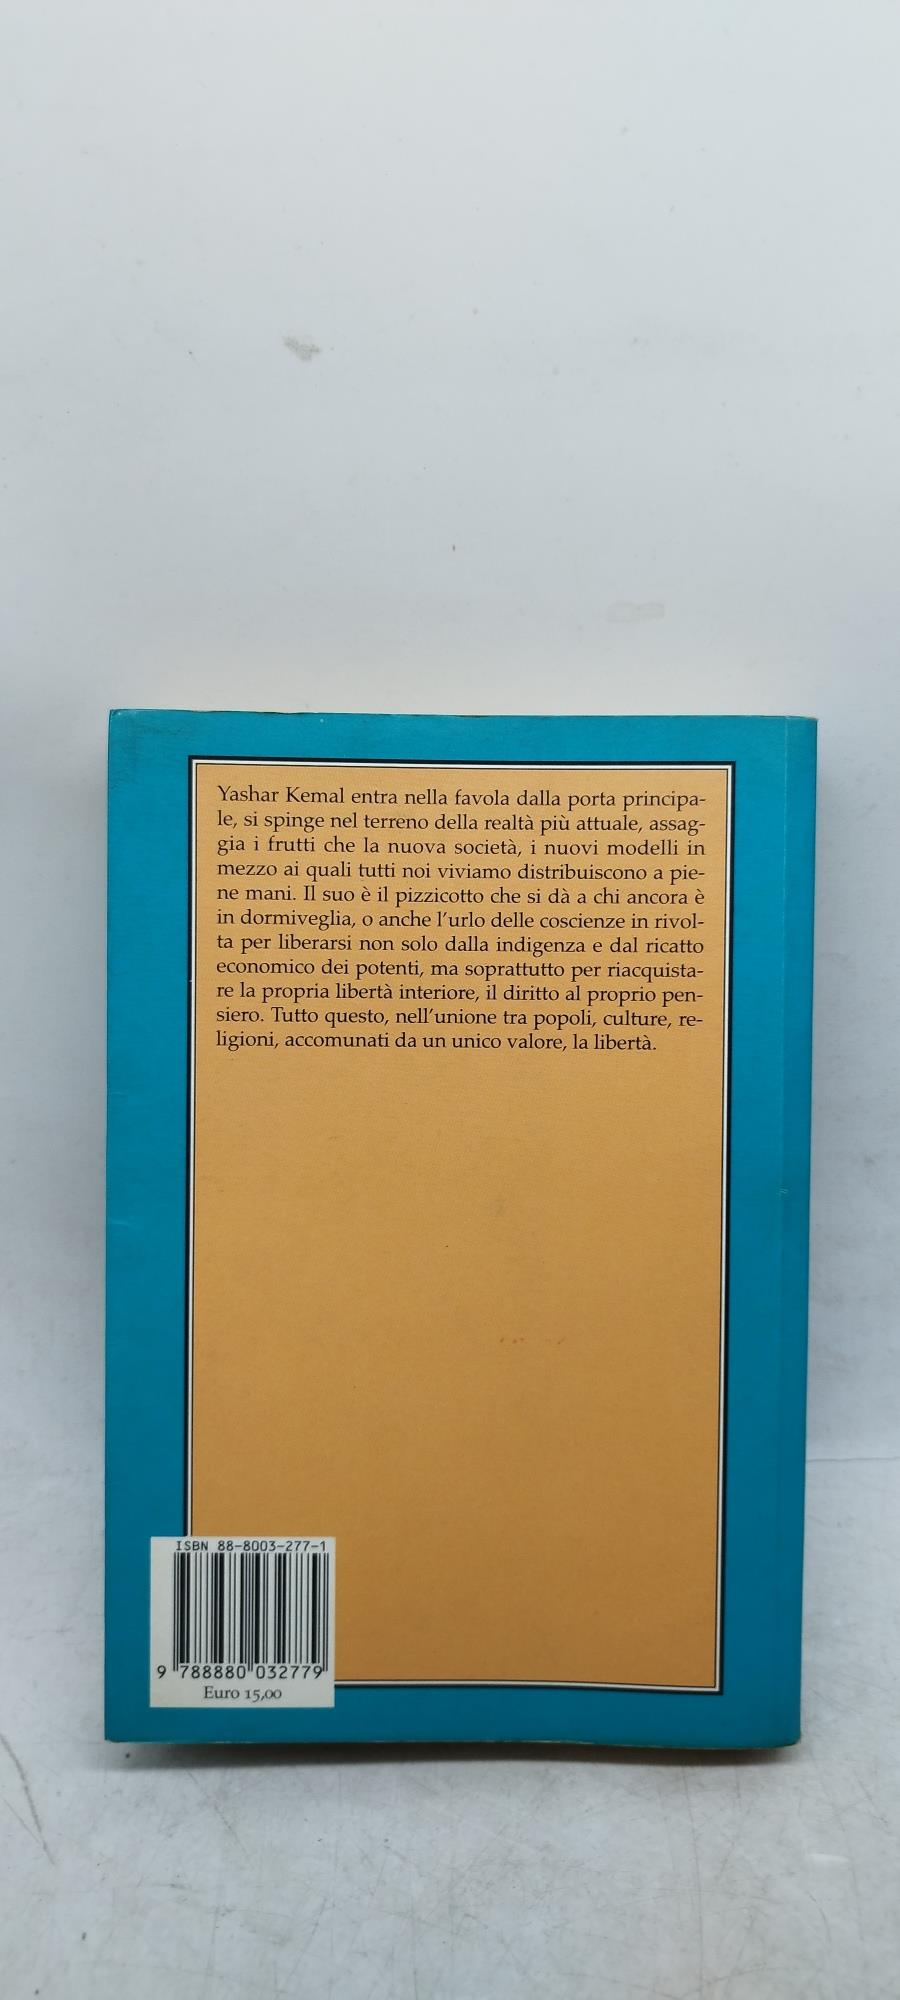 Yashar Kemal entra nella favola dalla porta principa-
le, si spinge nel terreno della realtà più attuale, assag-
gia i frutti che la nuova società, i nuovi modelli in
mezzo ai quali tutti noi viviamo distribuiscono a pie-
ne mani. Il suo è il pizzicotto che si dà a chi ancora è
in dormiveglia, o anche l'urlo delle coscienze in rivol-
ta per liberarsi non solo dalla indigenza e dal ricatto
economico dei potenti, ma soprattutto per riacquista-
re la propria libertà interiore, il diritto al proprio pen-
siero. Tutto questo, nell'unione tra popoli, culture, re-
ligioni, accomunati da un unico valore, la libertà.
ISBN 88-8003-277-1
9 788880 032779
Euro 15,00